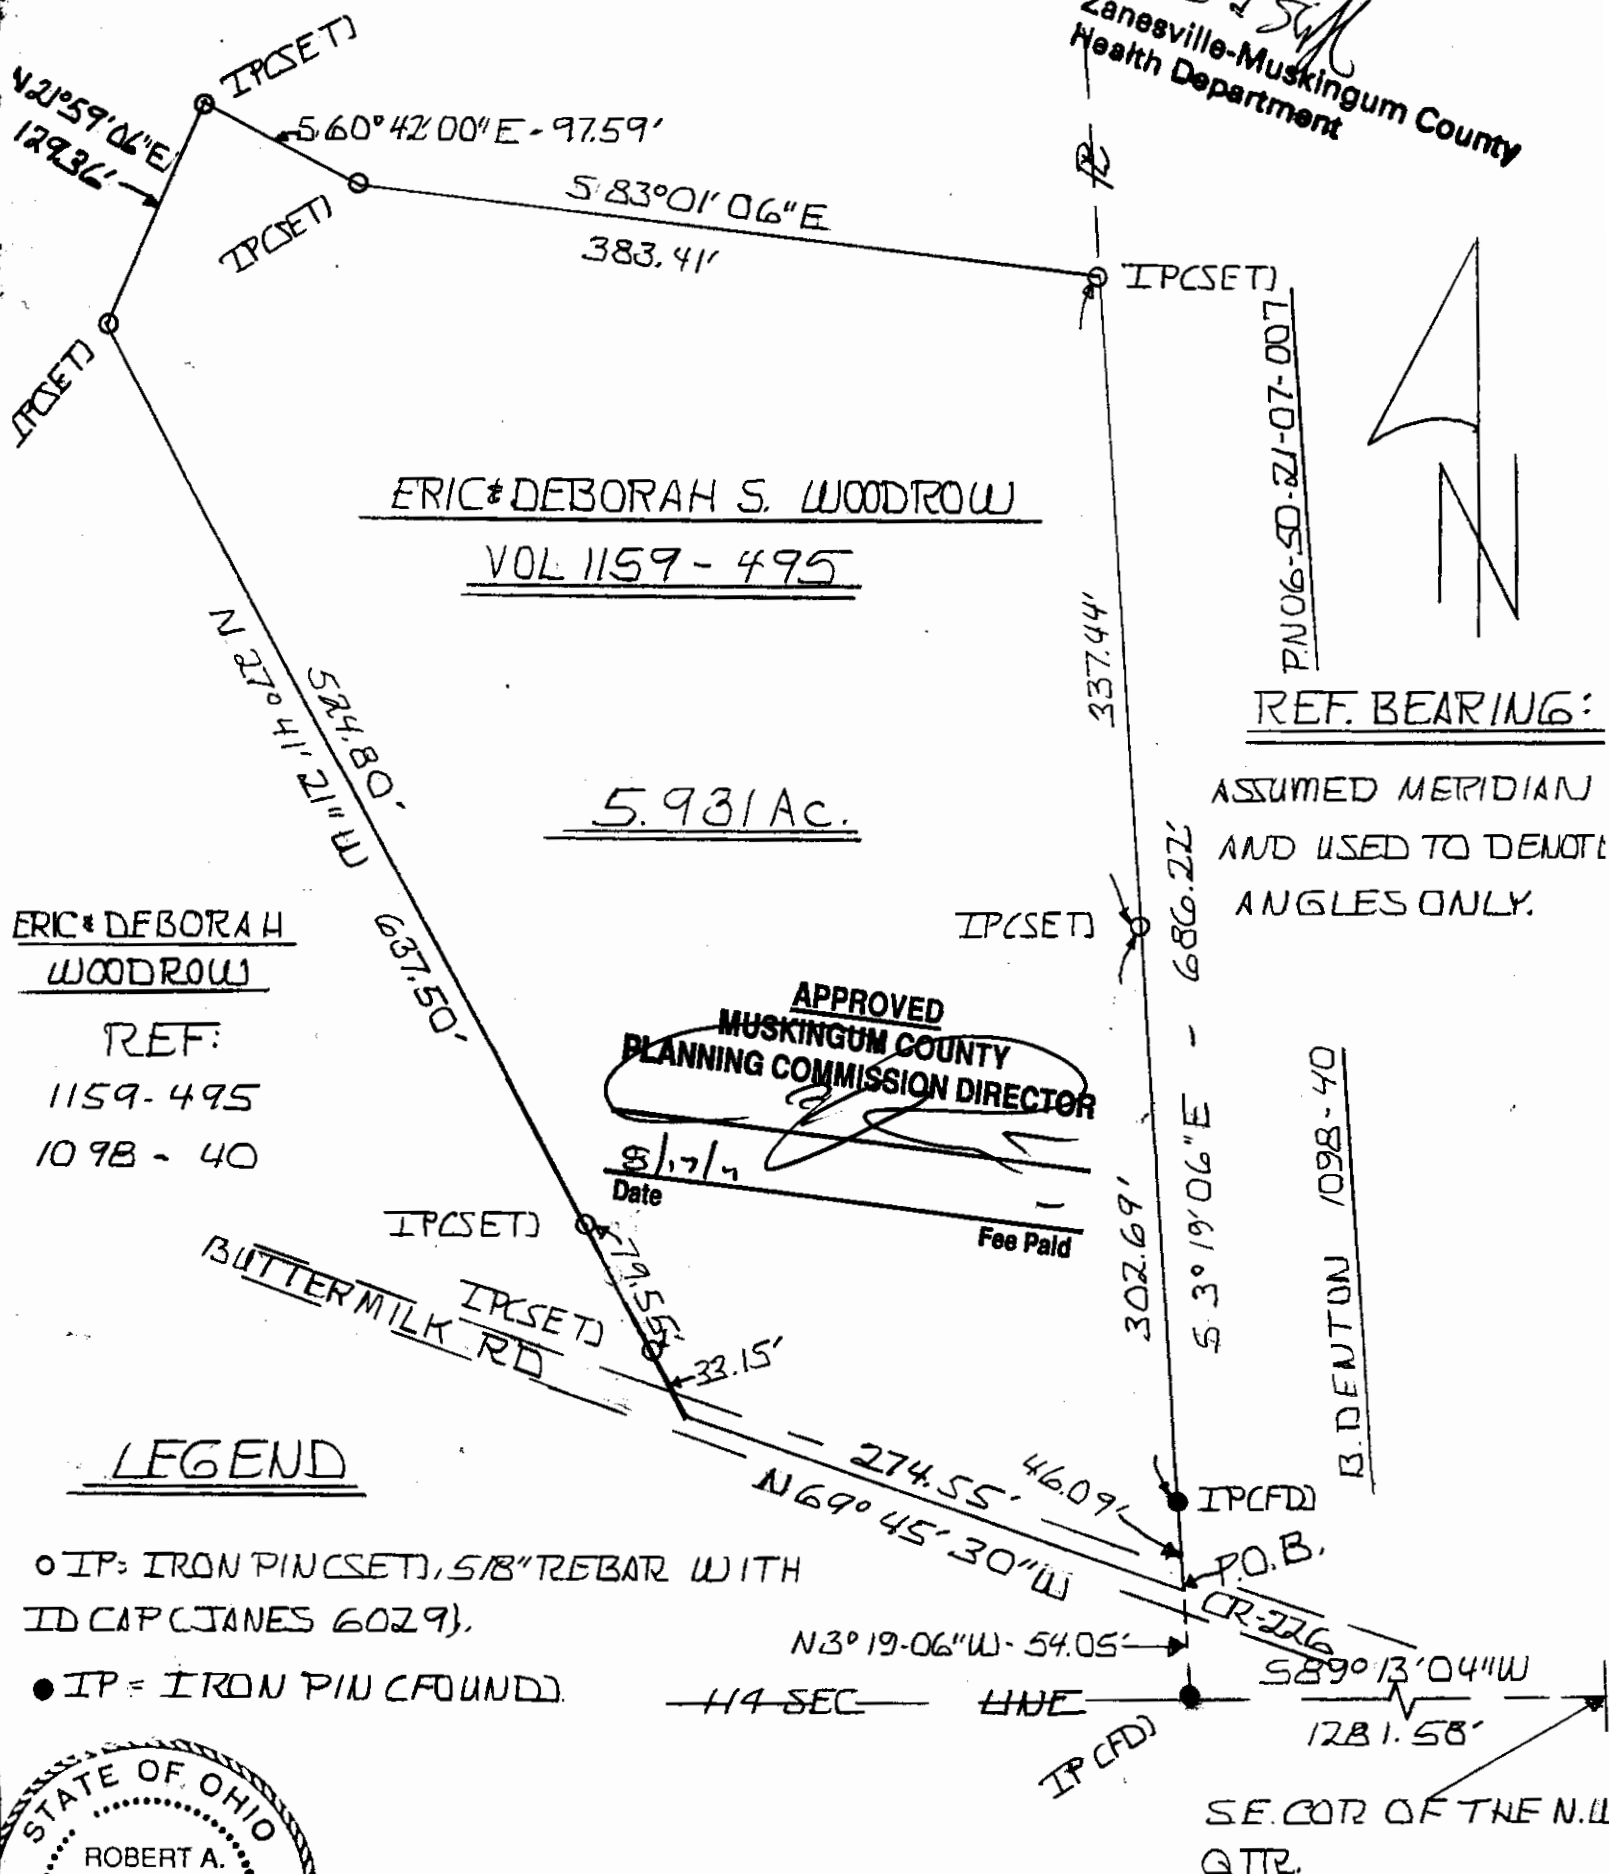 Zanesville-Muskingum County
Health Department
IP(SET)
N21°59'06"E
129.36'
S60°42'00"E - 97.59'
IP(SET)
S 83°01'06"E
383.41'
IP(SET)
IP(SET)
PN06-50-21-07-007
N
ERIC & DEBORAH S. WOODROW
VOL 1159 - 495
337.44'
N 27°41'21"W
524.80'
637.50'
REF. BEARING:
ASSUMED MERIDIAN
AND USED TO DENOTE
ANGLES ONLY.
5.931 AC.
IP(SET)
ERIC & DEBORAH
WOODROW
REF:
1159 - 495
1098 - 40
APPROVED
MUSKINGUM COUNTY
PLANNING COMMISSION DIRECTOR
Date
Fee Paid
S 3°19'06"E - 686.22'
302.69'
B. DENTON 1098-40
IP(SET)
79.55'
BUTTERMILK RD
IP(SET)
33.15'
274.55'
N 69°45'30"W
46.09'
IP(FD)
P.O.B.
CR-226
LEGEND
O IP= IRON PIN (SET), 5/8" REBAR WITH
ID CAP (JANES 6029).
● IP = IRON PIN (FOUND)
N3°19-06"W - 54.05'
S89°13'04"W
1/4 SEC LINE
1281.58'
IP (FD)
S.E. COR OF THE N.W
QTR.
STATE OF OHIO
ROBERT A.